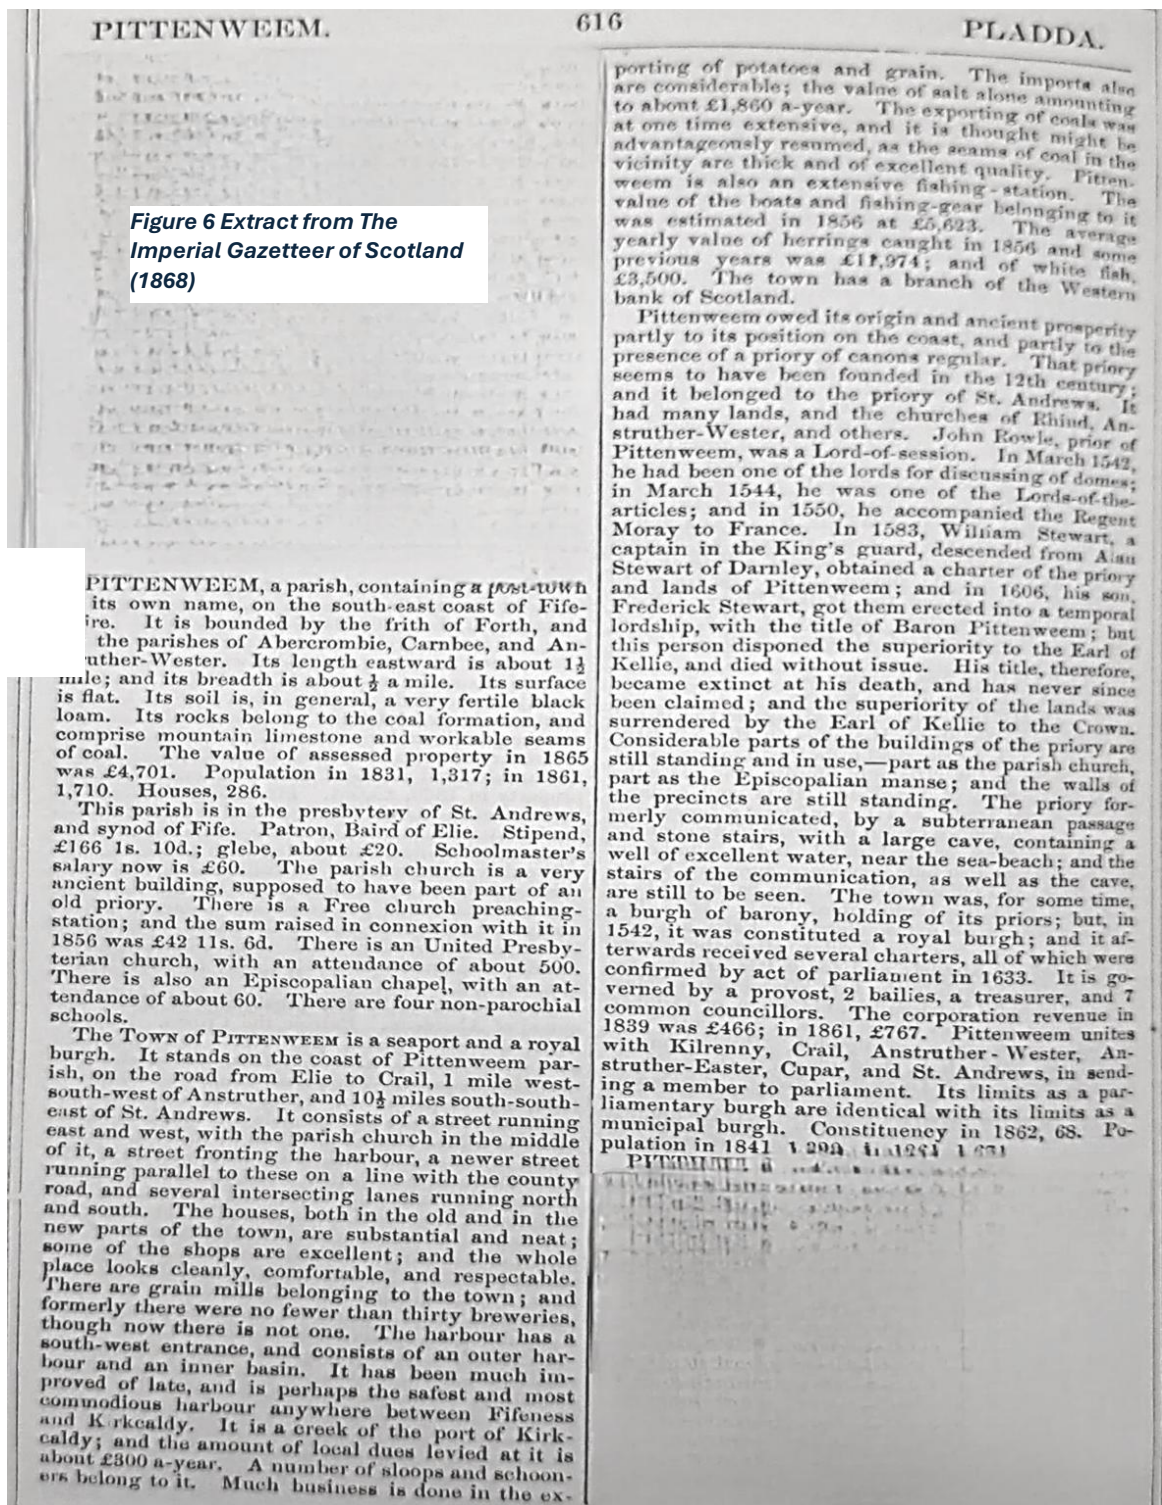 PITTENWEEM.
616
PLADDA.
Figure 6 Extract from The
Imperial Gazetteer of Scotland
(1868)
PITTENWEEM, a parish, containing a post-town
its own name, on the south-east coast of Fife-
ire. It is bounded by the frith of Forth, and
the parishes of Abercrombie, Carnbee, and An-
ruther-Wester. Its length eastward is about 1½
mile; and its breadth is about ½ a mile. Its surface
is flat. Its soil is, in general, a very fertile black
loam. Its rocks belong to the coal formation, and
comprise mountain limestone and workable seams
of coal. The value of assessed property in 1865
was £4,701. Population in 1831, 1,317; in 1861,
1,710. Houses, 286.
This parish is in the presbytery of St. Andrews,
and synod of Fife. Patron, Baird of Elie. Stipend,
£166 1s. 10d.; glebe, about £20. Schoolmaster's
salary now is £60. The parish church is a very
ancient building, supposed to have been part of an
old priory. There is a Free church preaching-
station; and the sum raised in connexion with it in
1856 was £42 11s. 6d. There is an United Presby-
terian church, with an attendance of about 500.
There is also an Episcopalian chapel, with an at-
tendance of about 60. There are four non-parochial
schools.
The Town of Pittenweem is a seaport and a royal
burgh. It stands on the coast of Pittenweem par-
ish, on the road from Elie to Crail, 1 mile west-
south-west of Anstruther, and 10½ miles south-south-
east of St. Andrews. It consists of a street running
east and west, with the parish church in the middle
of it, a street fronting the harbour, a newer street
running parallel to these on a line with the county
road, and several intersecting lanes running north
and south. The houses, both in the old and in the
new parts of the town, are substantial and neat;
some of the shops are excellent; and the whole
place looks cleanly, comfortable, and respectable.
There are grain mills belonging to the town; and
formerly there were no fewer than thirty breweries,
though now there is not one. The harbour has a
south-west entrance, and consists of an outer har-
bour and an inner basin. It has been much im-
proved of late, and is perhaps the safest and most
commodious harbour anywhere between Fifeness
and Kirkcaldy. It is a creek of the port of Kirk-
caldy; and the amount of local dues levied at it is
about £300 a-year. A number of sloops and schoon-
ers belong to it. Much business is done in the ex-
porting of potatoes and grain. The imports also
are considerable; the value of salt alone amounting
to about £1,860 a-year. The exporting of coals was
at one time extensive, and it is thought might be
advantageously resumed, as the seams of coal in the
vicinity are thick and of excellent quality. Pitten-
weem is also an extensive fishing-station. The
value of the boats and fishing-gear belonging to it
was estimated in 1856 at £5,623. The average
yearly value of herrings caught in 1856 and some
previous years was and of white fish,
£3,500. The town has a branch of the Western
bank of Scotland.
Pittenweem owed its origin and ancient prosperity
partly to its position on the coast, and partly to the
presence of a priory of canons regular. That priory
seems to have been founded in the 12th century;
and it belonged to the priory of St. Andrews. It
had many lands, and the churches of Rhind, An-
struther-Wester, and others. John Rowle, prior of
Pittenweem, was a Lord-of-session. In March 1542,
he had been one of the lords for discussing of domes;
in March 1544, he was one of the Lords-of-the-
articles; and in 1550, he accompanied the Regent
Moray to France. In 1583, William Stewart, a
captain in the King's guard, descended from Alan
Stewart of Darnley, obtained a charter of the priory
and lands of Pittenweem; and in 1606, his son,
Frederick Stewart, got them erected into a temporal
lordship, with the title of Baron Pittenweem; but
this person disponed the superiority to the Earl of
Kellie, and died without issue. His title, therefore,
became extinct at his death, and has never since
been claimed; and the superiority of the lands was
surrendered by the Earl of Kellie to the Crown.
Considerable parts of the buildings of the priory are
still standing and in use,—part as the parish church,
part as the Episcopalian manse; and the walls of
the precincts are still standing. The priory for-
merly communicated, by a subterranean passage
and stone stairs, with a large cave, containing a
well of excellent water, near the sea-beach; and the
stairs of the communication, as well as the cave,
are still to be seen. The town was, for some time,
a burgh of barony, holding of its priors; but, in
1542, it was constituted a royal burgh; and it af-
terwards received several charters, all of which were
confirmed by act of parliament in 1633. It is go-
verned by a provost, 2 bailies, a treasurer, and 7
common councillors. The corporation revenue in
1839 was £466; in 1861, £767. Pittenweem unites
with Kilrenny, Crail, Anstruther-Wester, An-
struther-Easter, Cupar, and St. Andrews, in send-
ing a member to parliament. Its limits as a par-
liamentary burgh are identical with its limits as a
municipal burgh. Constituency in 1862, 68. Po-
pulation in 1841